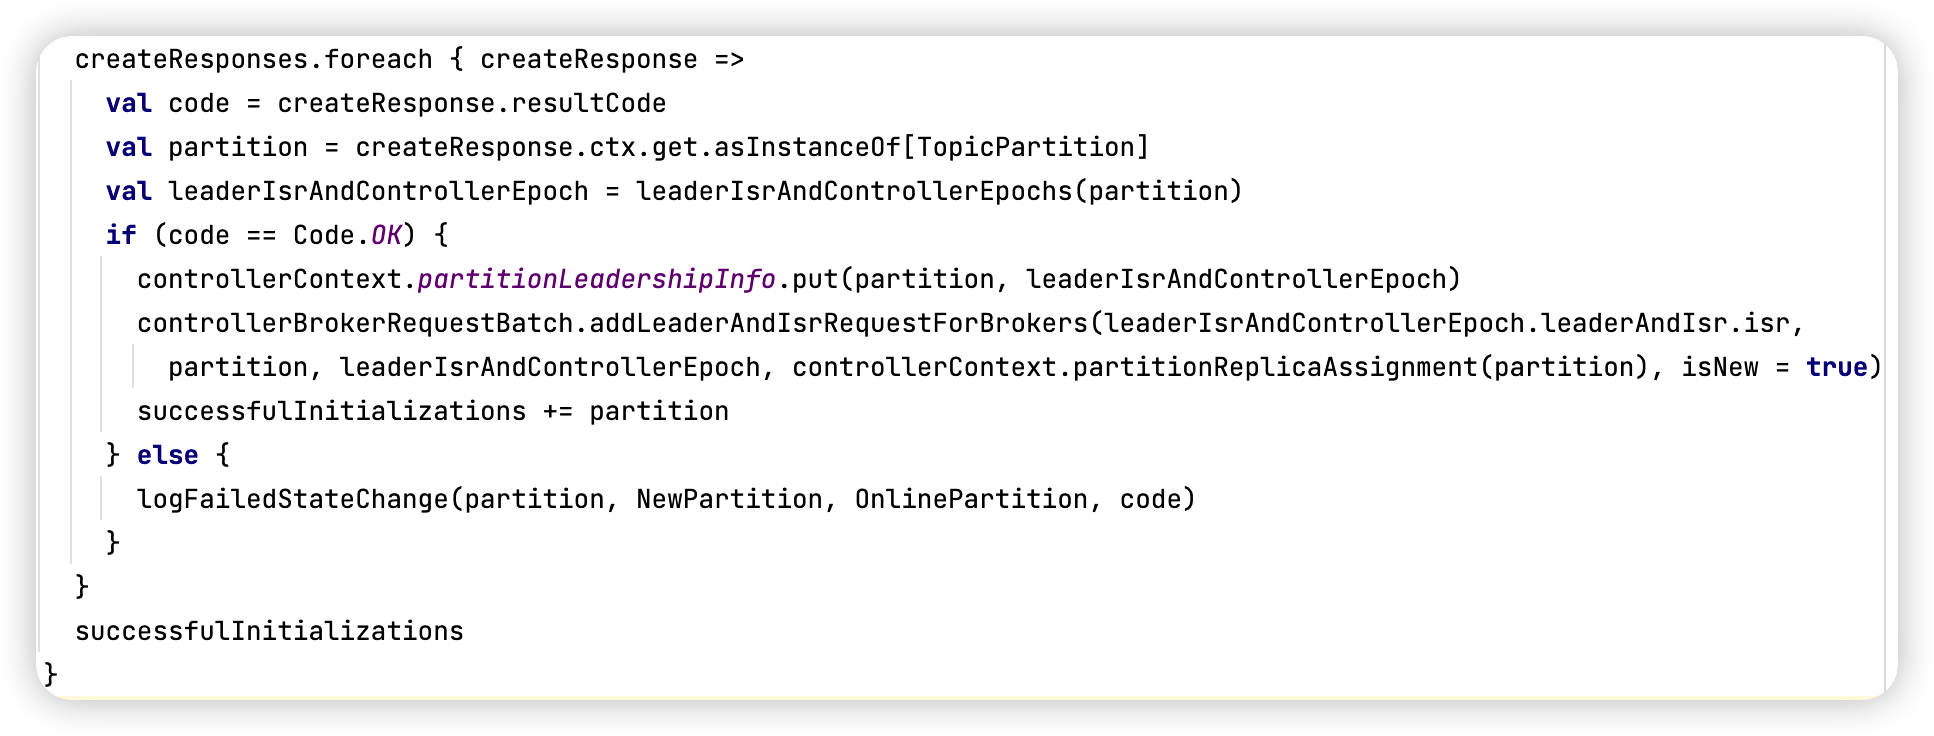 createResponses.foreach { createResponse =>
  val code = createResponse.resultCode
  val partition = createResponse.ctx.get.asInstanceOf[TopicPartition]
  val leaderIsrAndControllerEpoch = leaderIsrAndControllerEpochs(partition)
  if (code == Code.OK) {
    controllerContext.partitionLeadershipInfo.put(partition, leaderIsrAndControllerEpoch)
    controllerBrokerRequestBatch.addLeaderAndIsrRequestForBrokers(leaderIsrAndControllerEpoch.leaderAndIsr.isr,
      partition, leaderIsrAndControllerEpoch, controllerContext.partitionReplicaAssignment(partition), isNew = true)
    successfulInitializations += partition
  } else {
    logFailedStateChange(partition, NewPartition, OnlinePartition, code)
  }
}
successfulInitializations
}